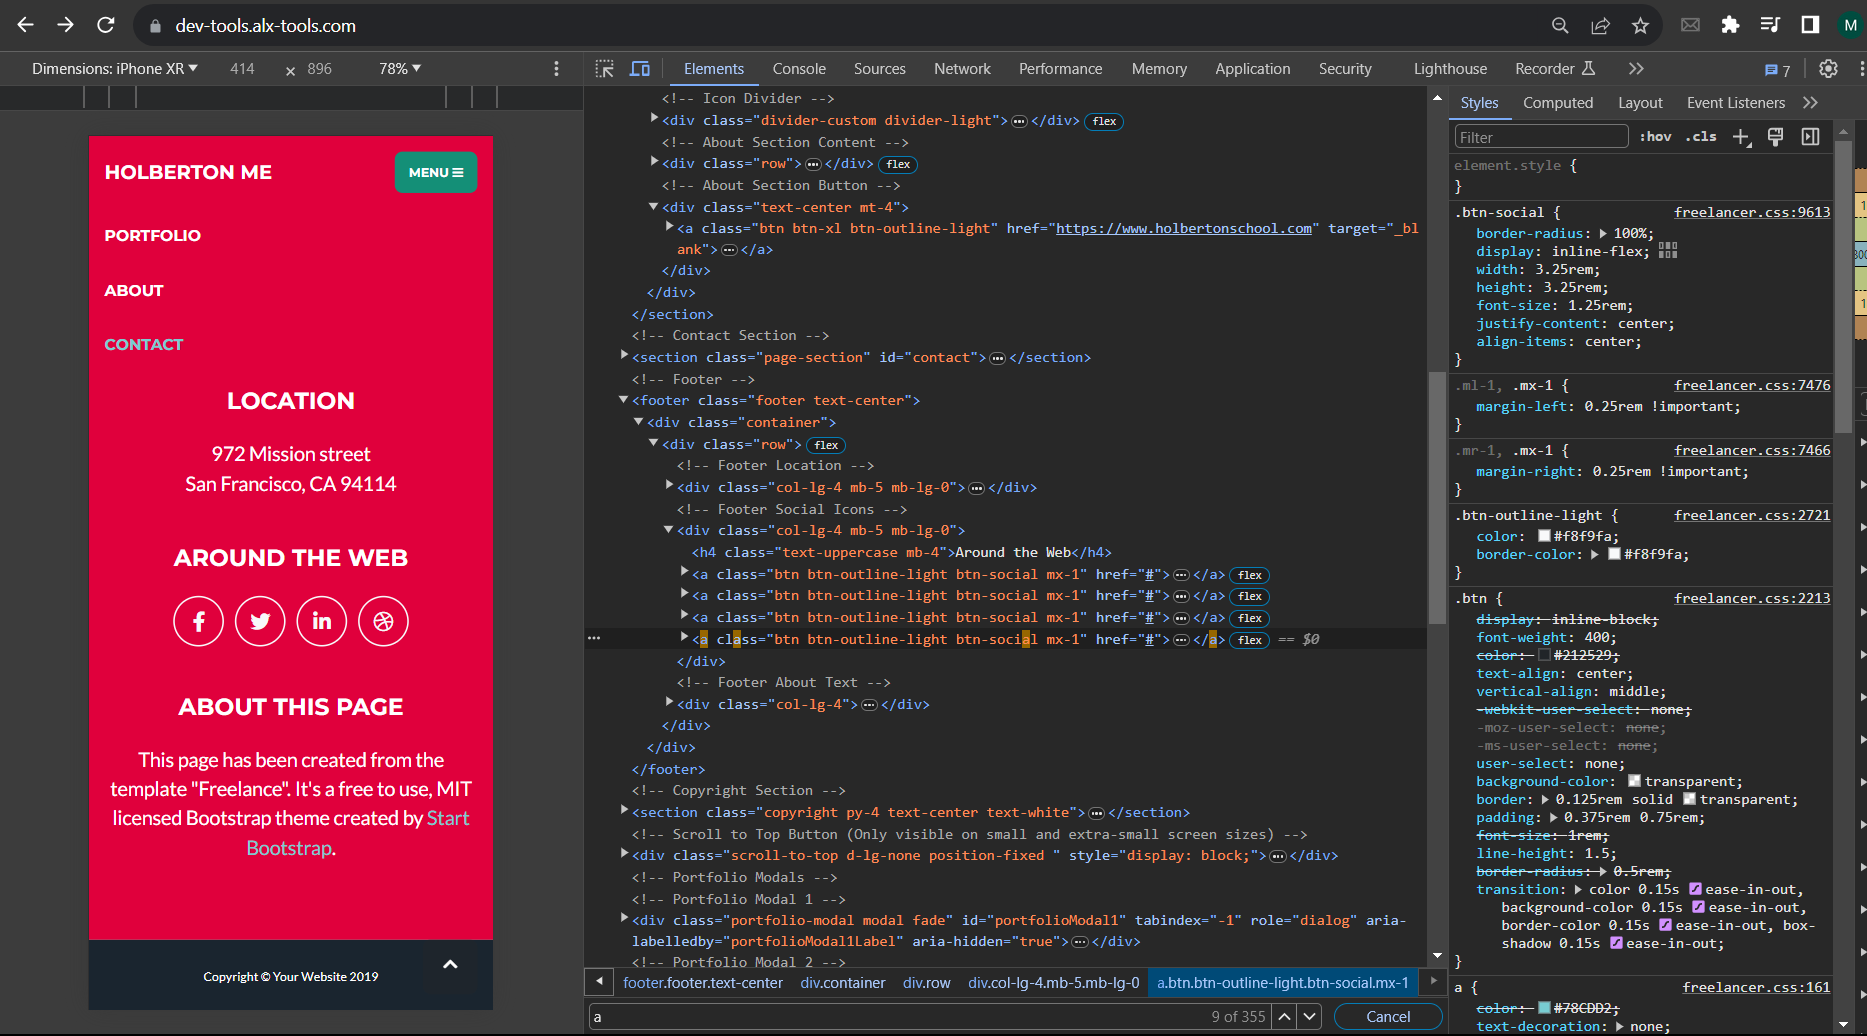 dev-tools.alx-tools.com
M
Dimensions: iPhone XR ▼ 414 × 896 78% ▼
Elements Console Sources Network Performance Memory Application Security Lighthouse Recorder 7
HOLBERTON ME
MENU
PORTFOLIO
ABOUT
CONTACT
LOCATION
972 Mission street
San Francisco, CA 94114
AROUND THE WEB
ABOUT THIS PAGE
This page has been created from the
template "Freelance". It's a free to use, MIT
licensed Bootstrap theme created by Start
Bootstrap.
Copyright © Your Website 2019
<!-- Icon Divider -->
<div class="divider-custom divider-light">…</div> flex
<!-- About Section Content -->
<div class="row">…</div> flex
<!-- About Section Button -->
<div class="text-center mt-4">
<a class="btn btn-xl btn-outline-light" href="https://www.holbertonschool.com" target="_bl
ank">…</a>
</div>
</div>
</section>
<!-- Contact Section -->
<section class="page-section" id="contact">…</section>
<!-- Footer -->
<footer class="footer text-center">
<div class="container">
<div class="row"> flex
<!-- Footer Location -->
<div class="col-lg-4 mb-5 mb-lg-0">…</div>
<!-- Footer Social Icons -->
<div class="col-lg-4 mb-5 mb-lg-0">
<h4 class="text-uppercase mb-4">Around the Web</h4>
<a class="btn btn-outline-light btn-social mx-1" href="#">…</a> flex
<a class="btn btn-outline-light btn-social mx-1" href="#">…</a> flex
<a class="btn btn-outline-light btn-social mx-1" href="#">…</a> flex
<a class="btn btn-outline-light btn-social mx-1" href="#">…</a> flex == $0
</div>
<!-- Footer About Text -->
<div class="col-lg-4">…</div>
</div>
</div>
</footer>
<!-- Copyright Section -->
<section class="copyright py-4 text-center text-white">…</section>
<!-- Scroll to Top Button (Only visible on small and extra-small screen sizes) -->
<div class="scroll-to-top d-lg-none position-fixed " style="display: block;">…</div>
<!-- Portfolio Modals -->
<!-- Portfolio Modal 1 -->
<div class="portfolio-modal modal fade" id="portfolioModal1" tabindex="-1" role="dialog" aria-
labelledby="portfolioModal1Label" aria-hidden="true">…</div>
<!-- Portfolio Modal 2 -->
footer.footer.text-center div.container div.row div.col-lg-4.mb-5.mb-lg-0 a.btn.btn-outline-light.btn-social.mx-1
a 9 of 355 Cancel
Styles Computed Layout Event Listeners
Filter :hov .cls
element.style {
}
.btn-social { freelancer.css:9613
border-radius: 100%;
display: inline-flex;
width: 3.25rem;
height: 3.25rem;
font-size: 1.25rem;
justify-content: center;
align-items: center;
}
.ml-1, .mx-1 { freelancer.css:7476
margin-left: 0.25rem !important;
}
.mr-1, .mx-1 { freelancer.css:7466
margin-right: 0.25rem !important;
}
.btn-outline-light { freelancer.css:2721
color: #f8f9fa;
border-color: #f8f9fa;
}
.btn { freelancer.css:2213
display: inline-block;
font-weight: 400;
color: #212529;
text-align: center;
vertical-align: middle;
-webkit-user-select: none;
-moz-user-select: none;
-ms-user-select: none;
user-select: none;
background-color: transparent;
border: 0.125rem solid transparent;
padding: 0.375rem 0.75rem;
font-size: 1rem;
line-height: 1.5;
border-radius: 0.5rem;
transition: color 0.15s ease-in-out,
background-color 0.15s ease-in-out,
border-color 0.15s ease-in-out, box-
shadow 0.15s ease-in-out;
}
a { freelancer.css:161
color: #78CDD2;
text-decoration: none;